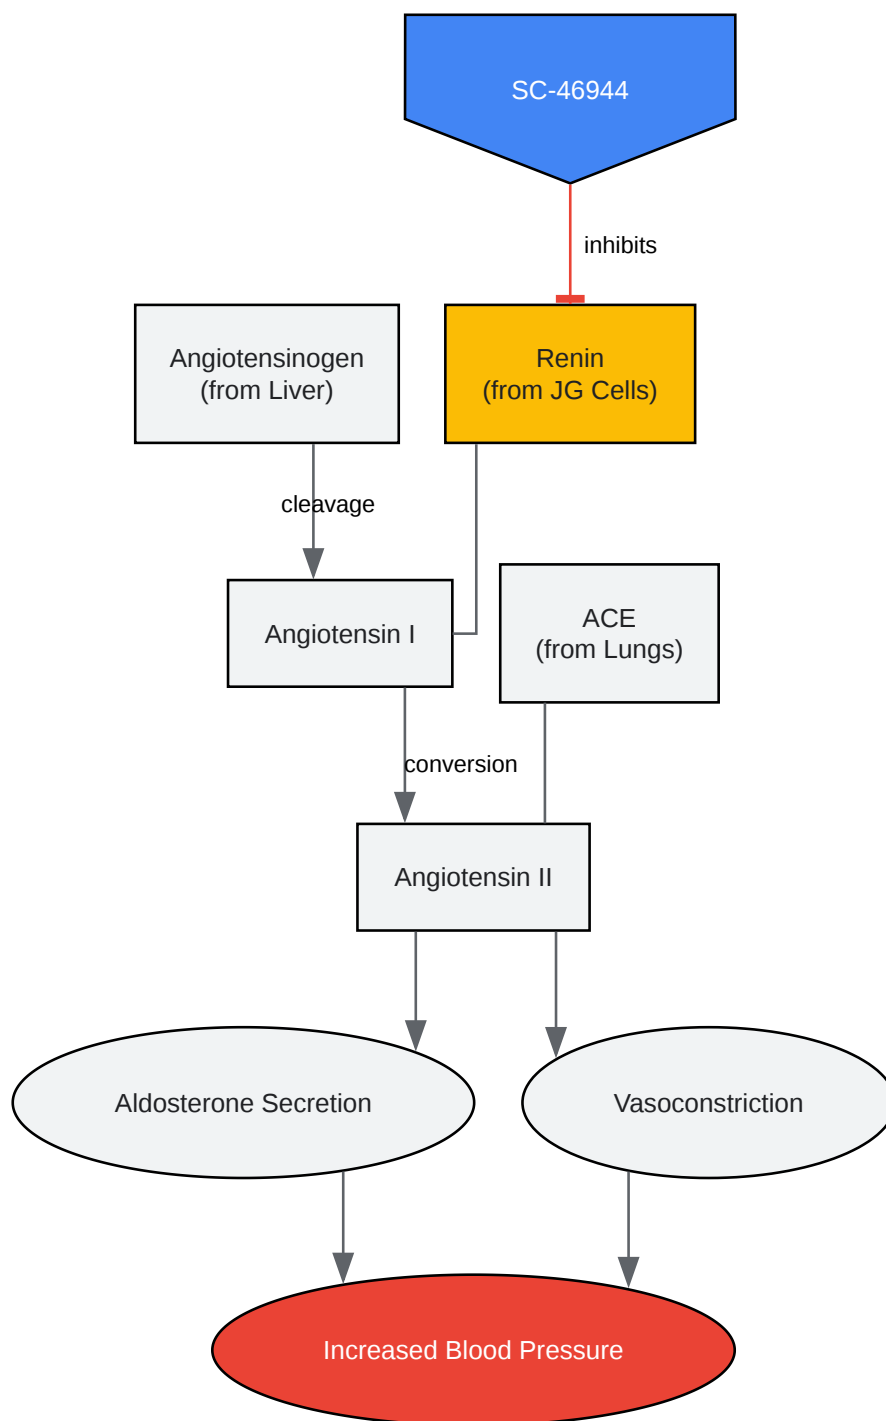 SC-46944
inhibits
Angiotensinogen
(from Liver)
Renin
(from JG Cells)
cleavage
Angiotensin I
ACE
(from Lungs)
conversion
Angiotensin II
Aldosterone Secretion
Vasoconstriction
Increased Blood Pressure